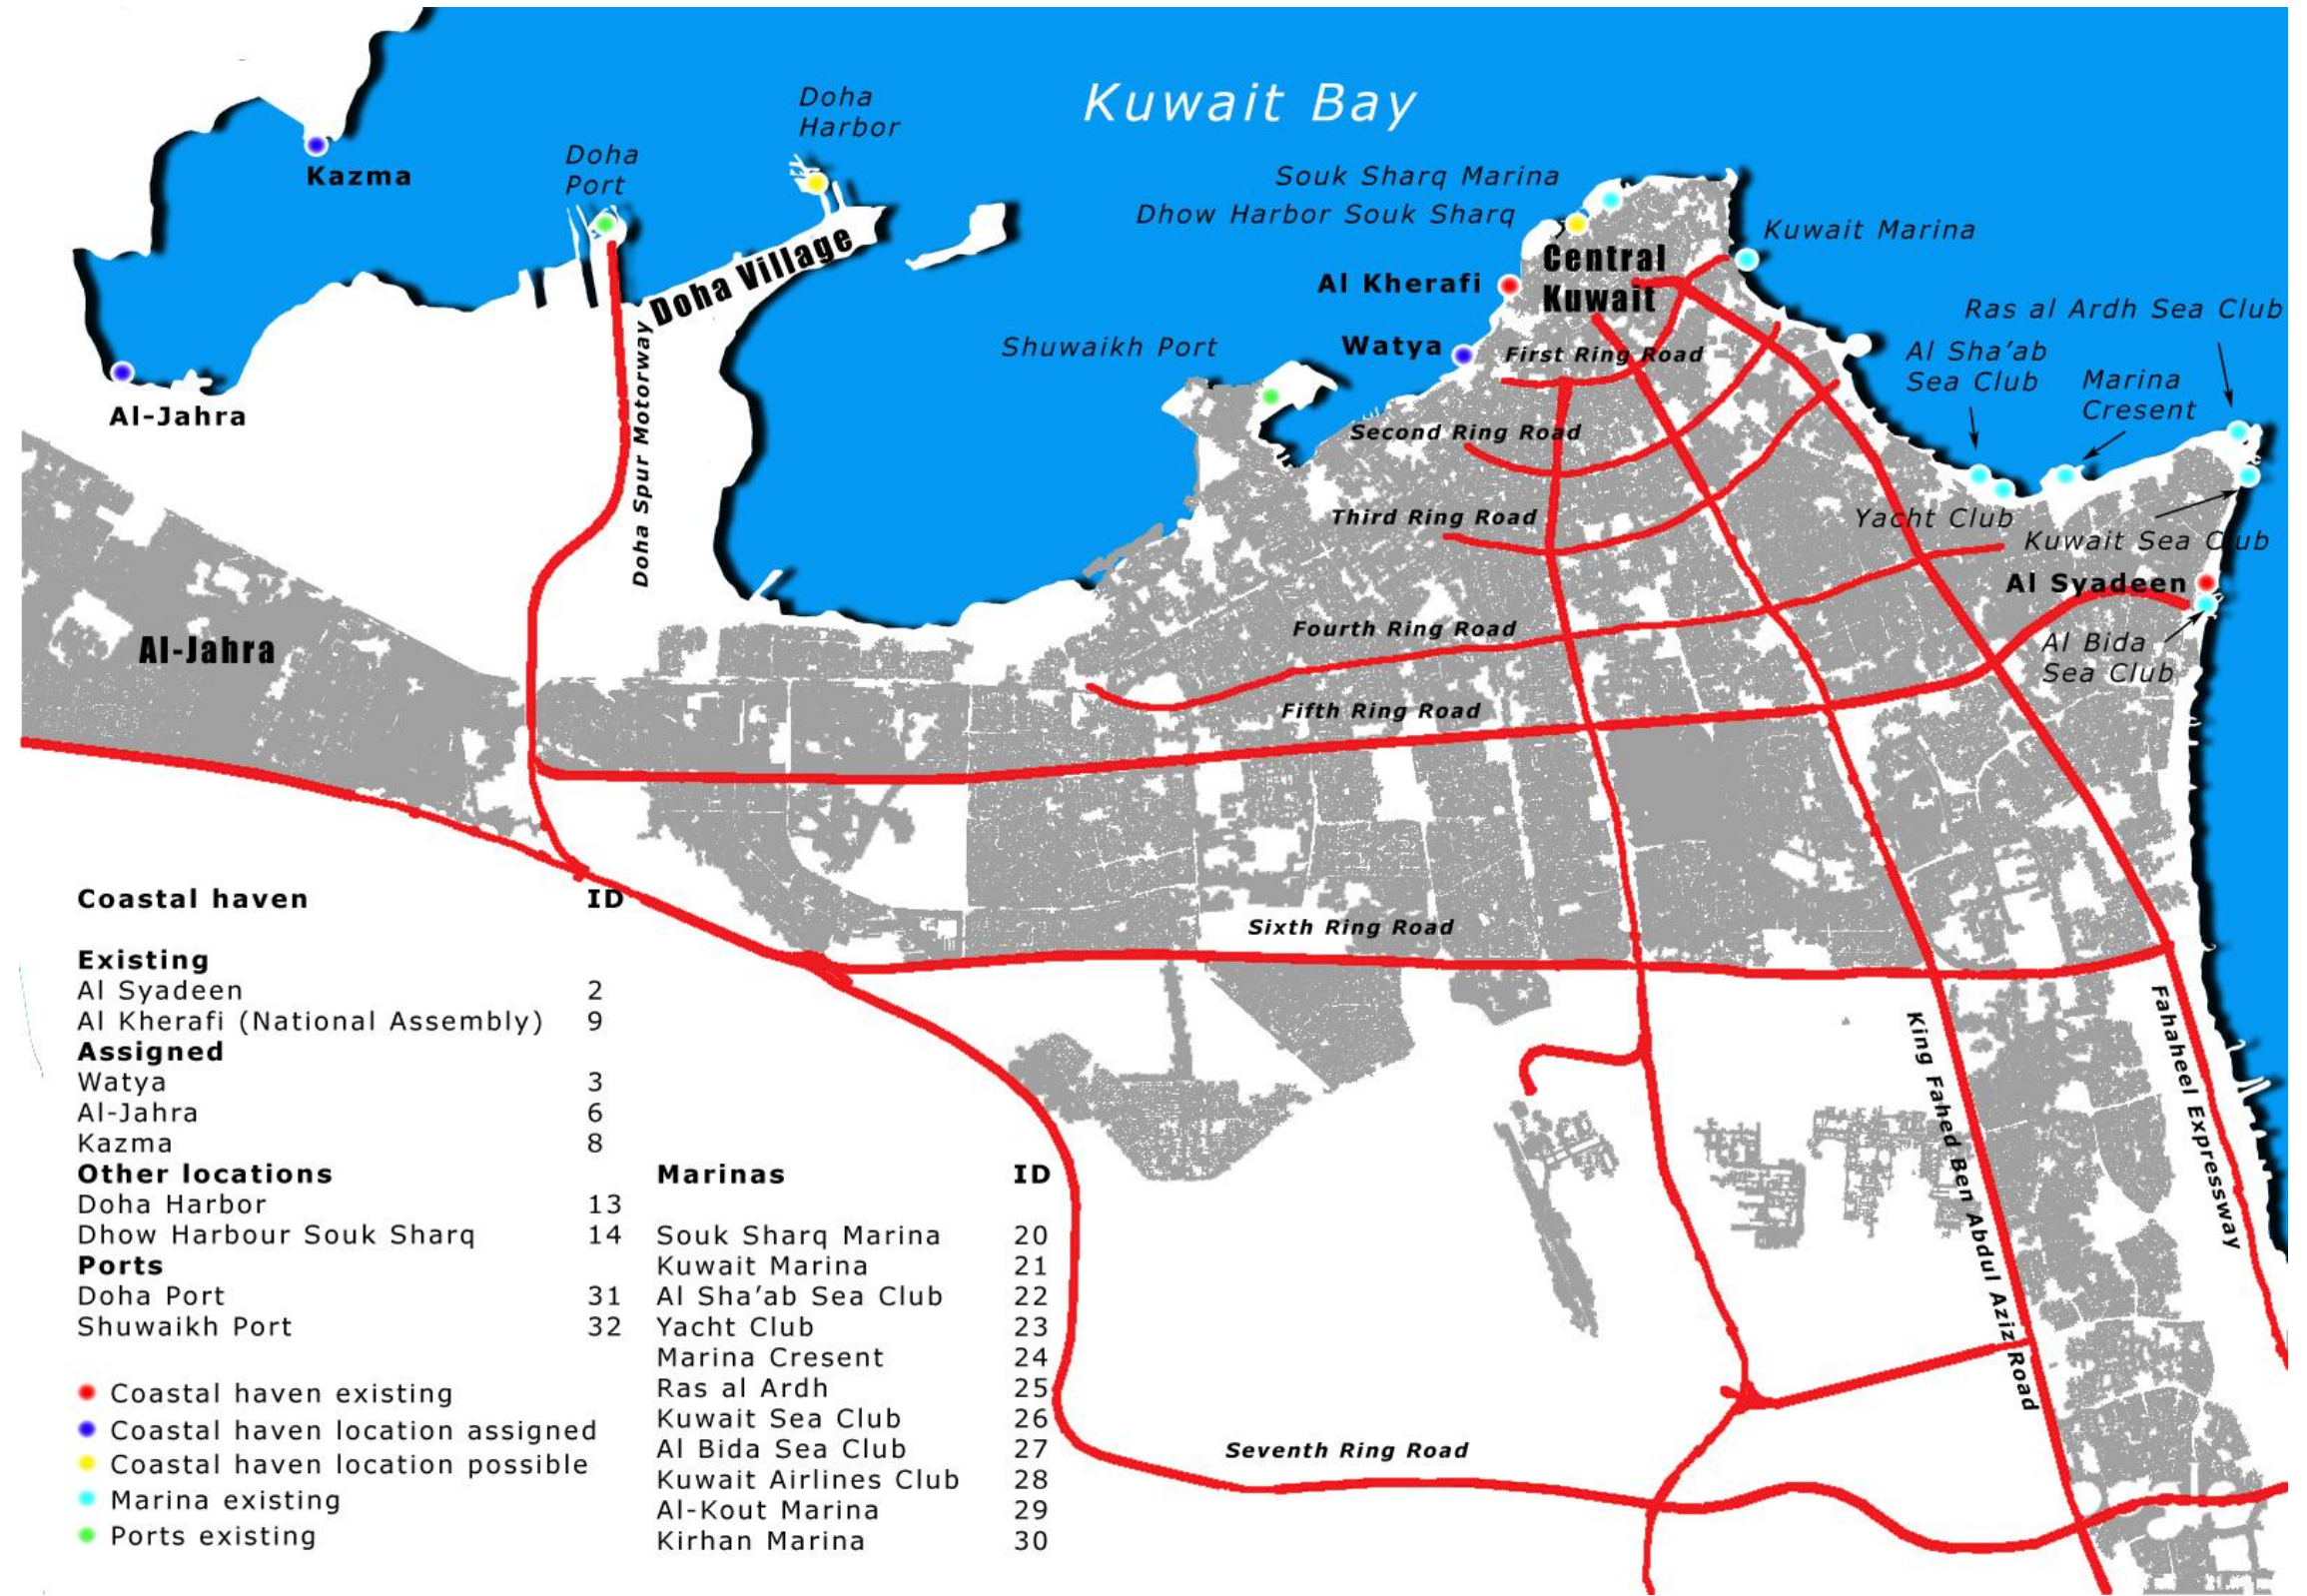 Kuwait Bay
Doha
Harbor
Doha
Port
Kazma
Souk Sharq Marina
Dhow Harbor Souk Sharq
Kuwait Marina
Doha Village
Central
Kuwait
Al Kherafi
Ras al Ardh Sea Club
Shuwaikh Port
Watya
First Ring Road
Al Sha'ab
Sea Club
Marina
Cresent
Al-Jahra
Doha Spur Motorway
Second Ring Road
Third Ring Road
Yacht Club
Kuwait Sea Club
Al Syadeen
Fourth Ring Road
Al Bida
Sea Club
Al-Jahra
Fifth Ring Road
Sixth Ring Road
King Fahed Ben Abdul Aziz Road
Fahaheel Expressway
Seventh Ring Road
Coastal haven ID
Existing
Al Syadeen 2
Al Kherafi (National Assembly) 9
Assigned
Watya 3
Al-Jahra 6
Kazma 8
Other locations
Doha Harbor 13
Dhow Harbour Souk Sharq 14
Ports
Doha Port 31
Shuwaikh Port 32
Marinas ID
Souk Sharq Marina 20
Kuwait Marina 21
Al Sha'ab Sea Club 22
Yacht Club 23
Marina Cresent 24
Ras al Ardh 25
Kuwait Sea Club 26
Al Bida Sea Club 27
Kuwait Airlines Club 28
Al-Kout Marina 29
Kirhan Marina 30
Coastal haven existing
Coastal haven location assigned
Coastal haven location possible
Marina existing
Ports existing